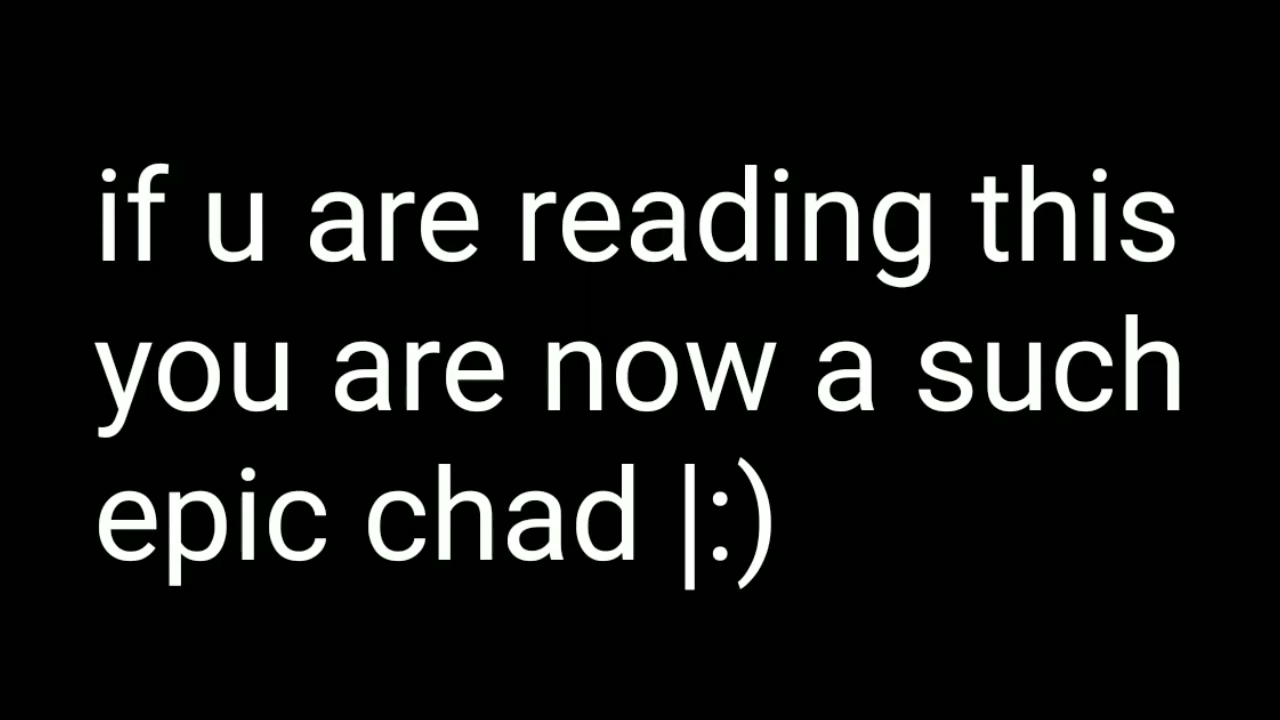 if u are reading this
you are now a such
epic chad |:)